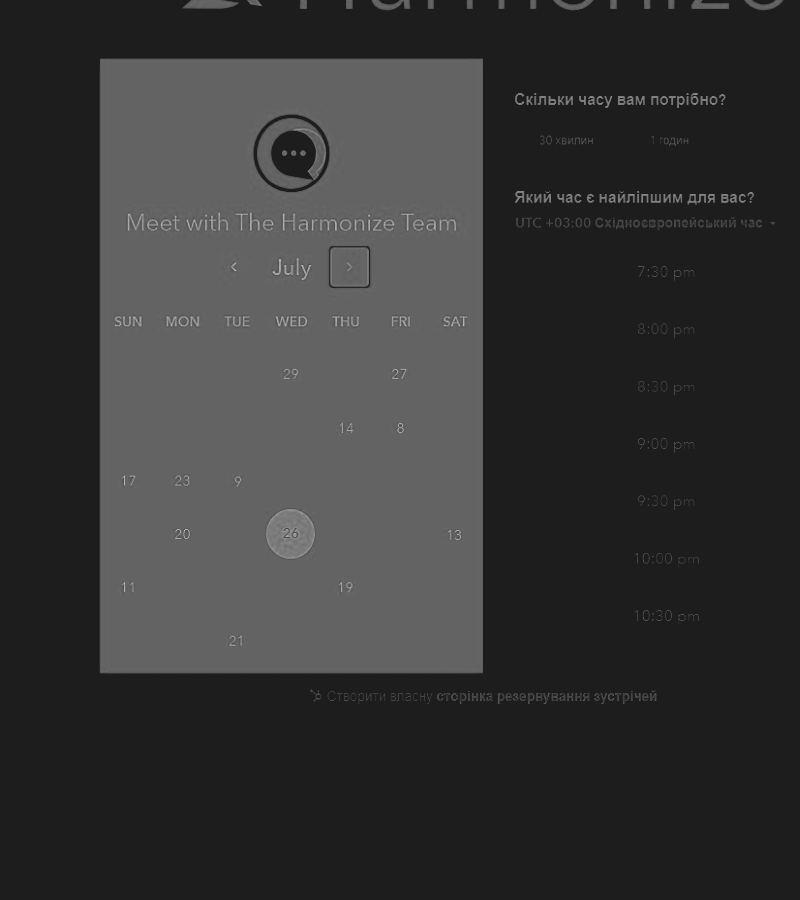 Harmonize
Meet with The Harmonize Team
July
SUN MON TUE WED THU FRI SAT
29 27
14 8
17 23 9
20 26 13
11 19
21
Скільки часу вам потрібно?
30 хвилин 1 годин
Який час є найліпшим для вас?
UTC +03:00 Східноєвропейський час
7:30 pm
8:00 pm
8:30 pm
9:00 pm
9:30 pm
10:00 pm
10:30 pm
Створити власну сторінка резервування зустрічей